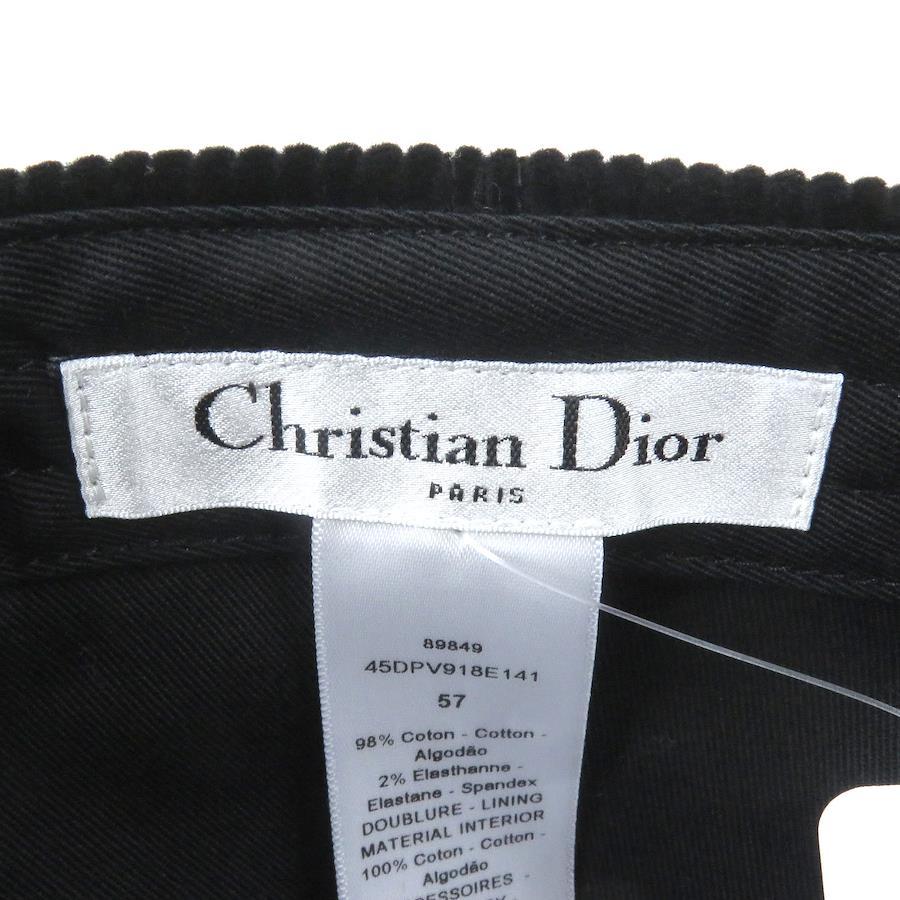 Christian Dior
PARIS
89849
45DPV918E141
57
98% Coton - Cotton -
Algodão
2% Elasthanne -
Elastane - Spandex
DOUBLURE - LINING
MATERIAL INTERIOR
100% Coton - Cotton -
Algodão